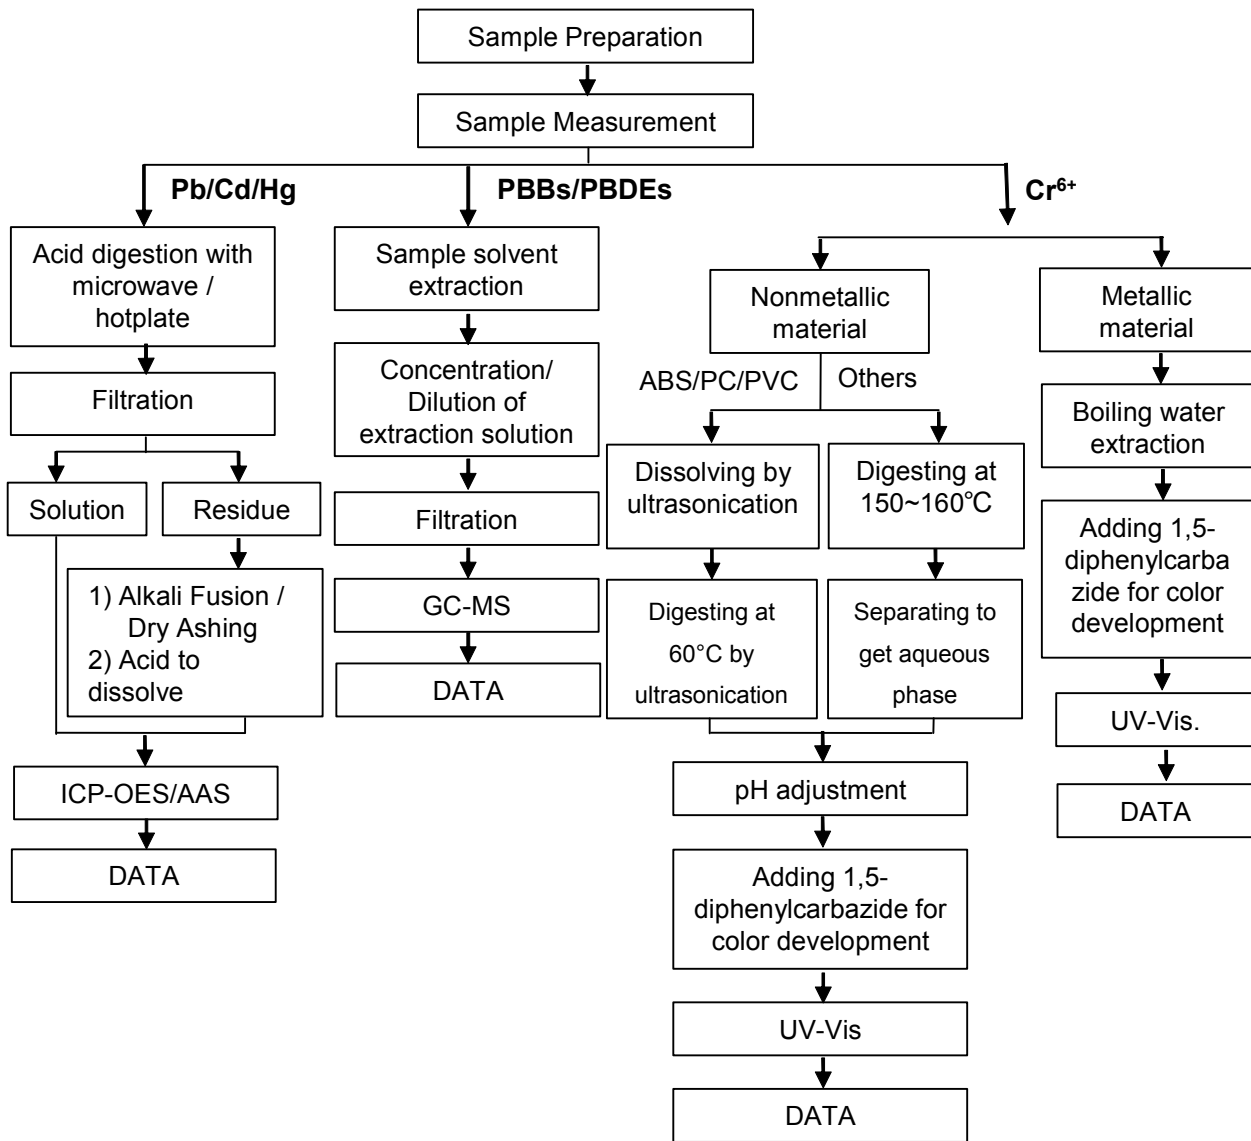 Sample Preparation
Sample Measurement
Pb/Cd/Hg
PBBs/PBDEs
Cr⁶⁺
Acid digestion with
microwave /
hotplate
Filtration
Solution
Residue
1) Alkali Fusion /
Dry Ashing
2) Acid to
dissolve
ICP-OES/AAS
DATA
Sample solvent
extraction
Concentration/
Dilution of
extraction solution
Filtration
GC-MS
DATA
Nonmetallic
material
ABS/PC/PVC
Others
Dissolving by
ultrasonication
Digesting at
60°C by
ultrasonication
Digesting at
150~160℃
Separating to
get aqueous
phase
pH adjustment
Adding 1,5-
diphenylcarbazide for
color development
UV-Vis
DATA
Metallic
material
Boiling water
extraction
Adding 1,5-
diphenylcarba
zide for color
development
UV-Vis.
DATA